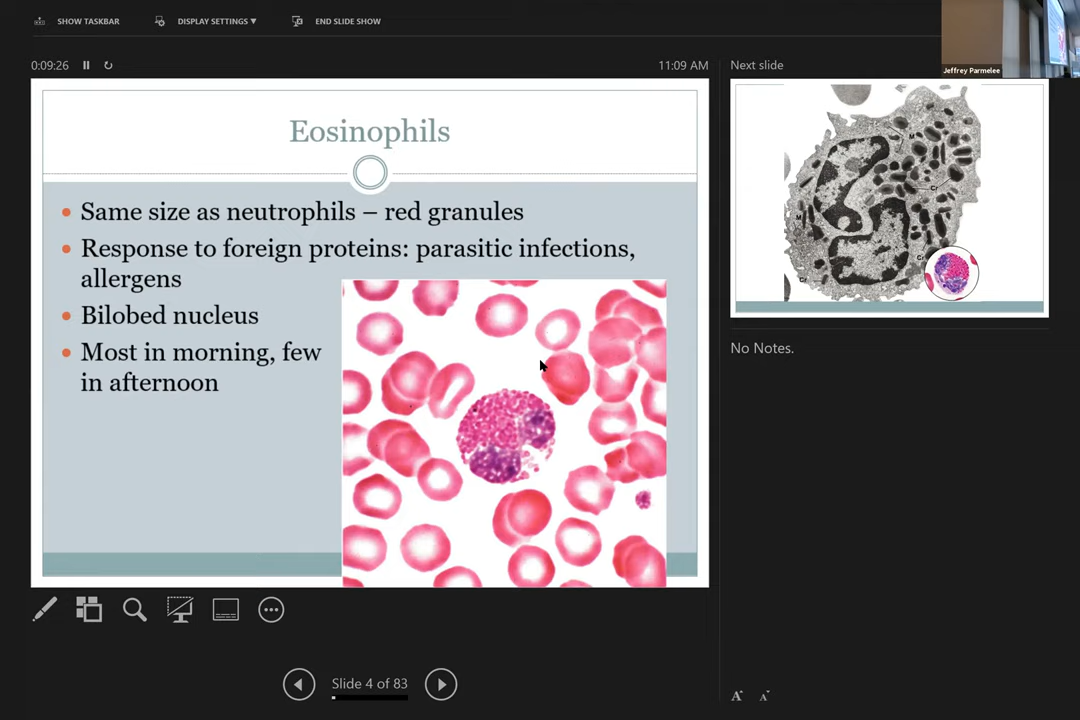 SHOW TASKBAR
DISPLAY SETTINGS ▼
END SLIDE SHOW
Jeffrey Parmelee
0:09:26
11:09 AM
Next slide
Eosinophils
• Same size as neutrophils – red granules
• Response to foreign proteins: parasitic infections,
allergens
• Bilobed nucleus
• Most in morning, few
in afternoon
M
Cr
M
Cr
No Notes.
Slide 4 of 83
A A